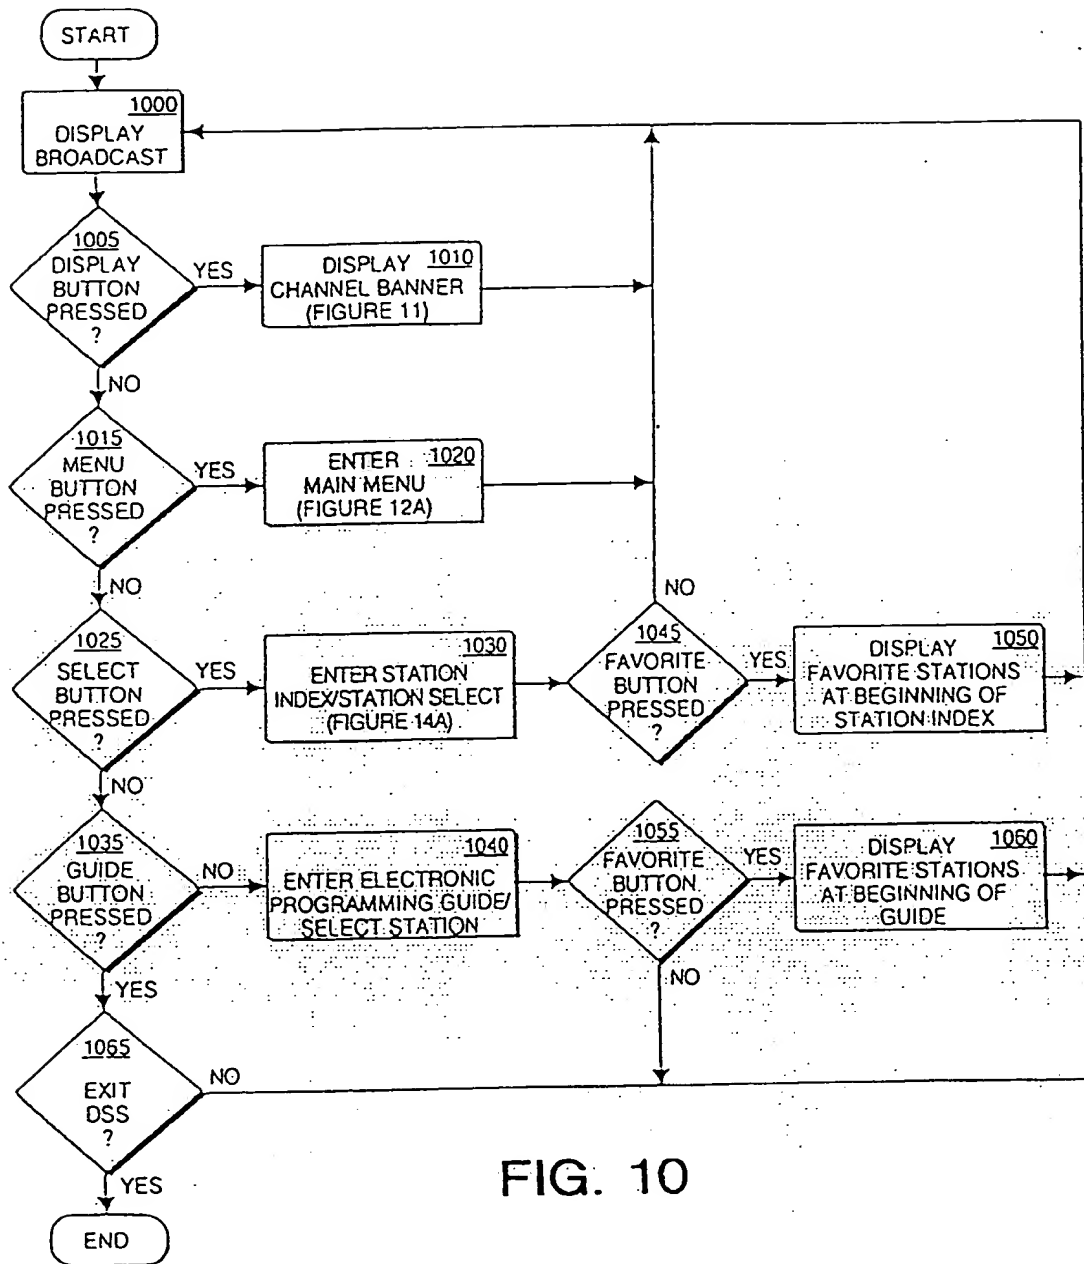 START
1000
DISPLAY
BROADCAST
1005
DISPLAY
BUTTON
PRESSED
?
YES
DISPLAY 1010
CHANNEL BANNER
(FIGURE 11)
NO
1015
MENU
BUTTON
PRESSED
?
YES
ENTER 1020
MAIN MENU
(FIGURE 12A)
NO
1025
SELECT
BUTTON
PRESSED
?
YES
1030
ENTER STATION
INDEX/STATION SELECT
(FIGURE 14A)
NO
1045
FAVORITE
BUTTON
PRESSED
?
YES
DISPLAY 1050
FAVORITE STATIONS
AT BEGINNING OF
STATION INDEX
NO
1035
GUIDE
BUTTON
PRESSED
?
NO
1040
ENTER ELECTRONIC
PROGRAMMING GUIDE/
SELECT STATION
1055
FAVORITE
BUTTON
PRESSED
?
YES
DISPLAY 1060
FAVORITE STATIONS
AT BEGINNING OF
GUIDE
NO
YES
1065
EXIT
DSS
?
NO
YES
END
FIG. 10